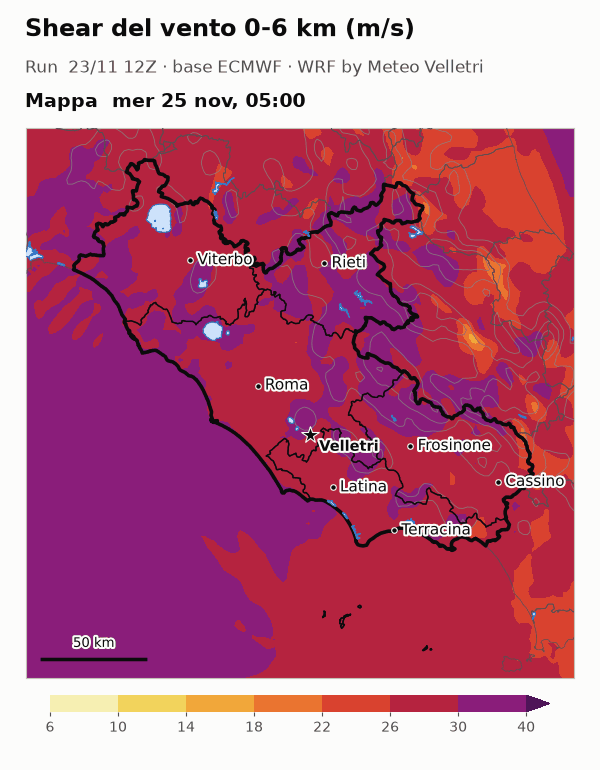 Shear del vento 0-6 km (m/s)
Run  23/11 12Z · base ECMWF · WRF by Meteo Velletri
Mappa  mer 25 nov, 05:00
Viterbo
Rieti
Roma
Velletri
Frosinone
Latina
Cassino
Terracina
50 km
6 10 14 18 22 26 30 40